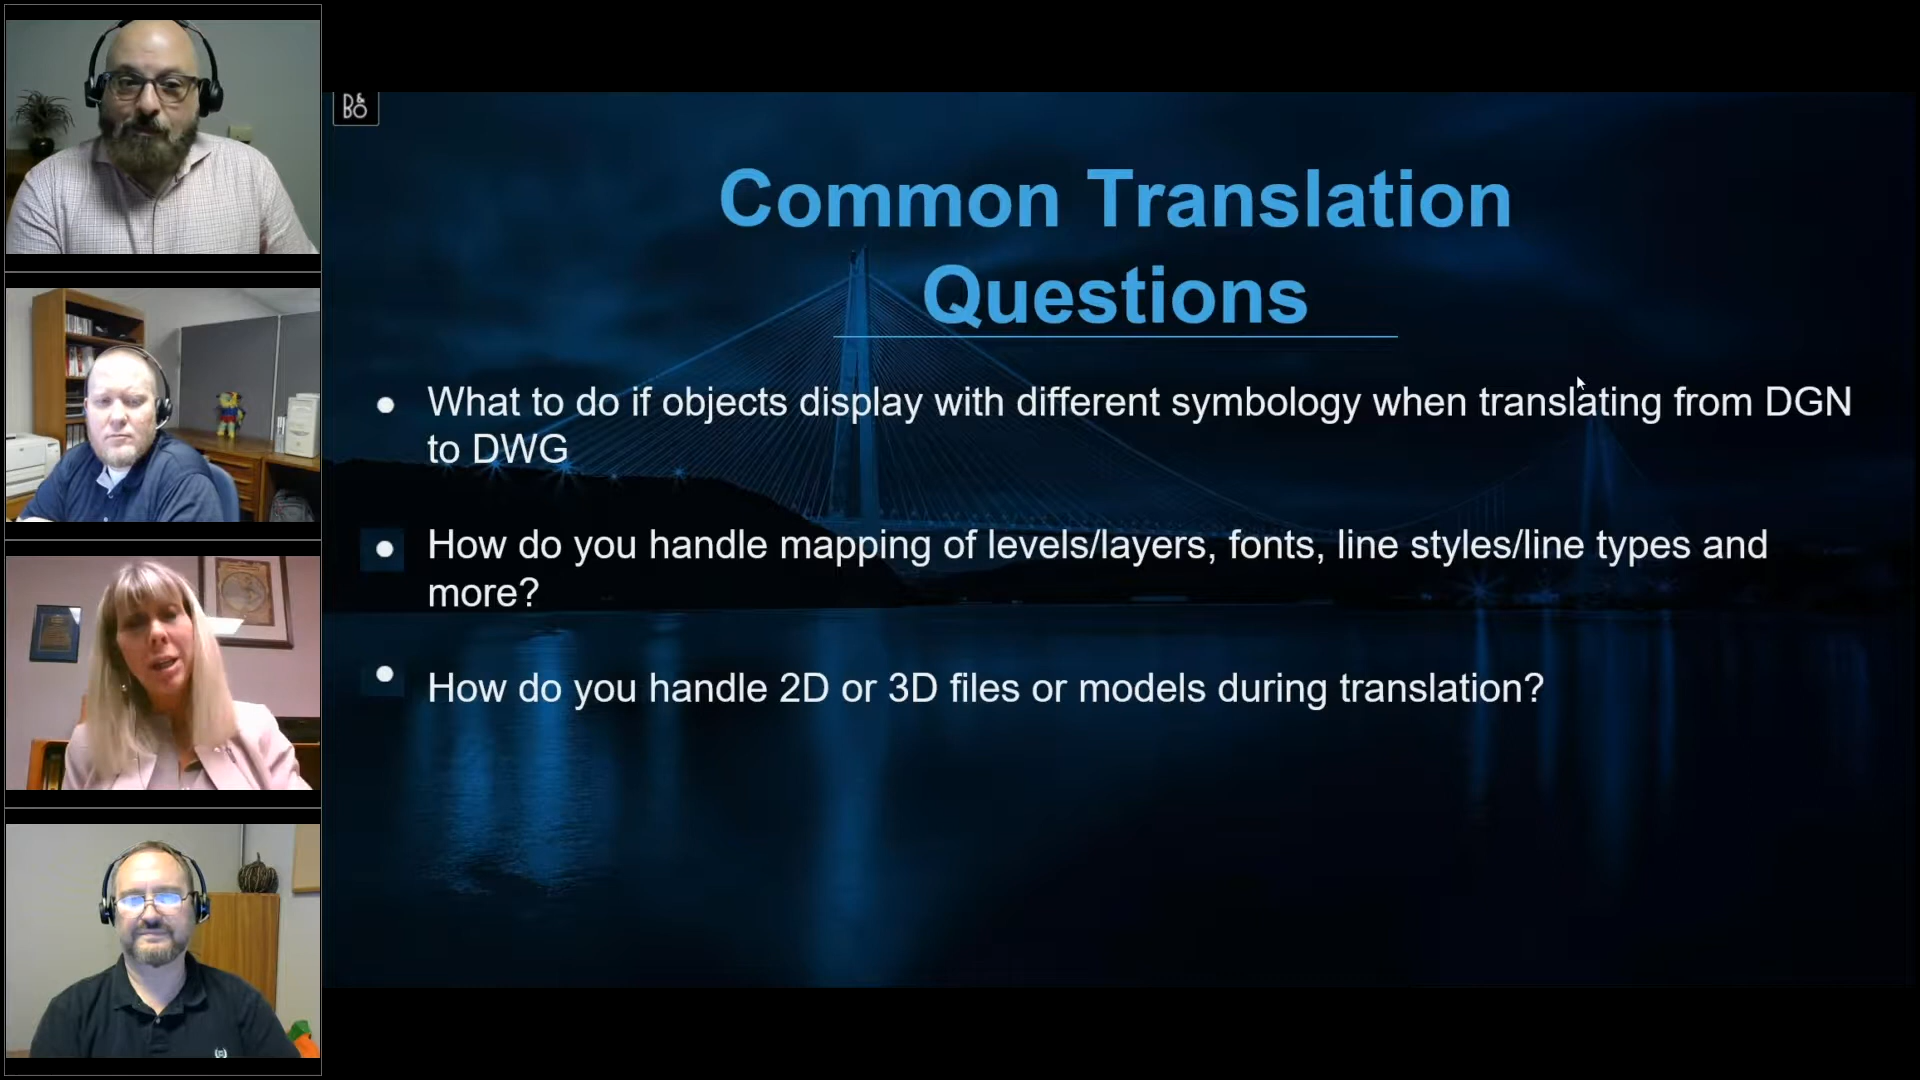 B&O
Common Translation
Questions
• What to do if objects display with different symbology when translating from DGN
to DWG
• How do you handle mapping of levels/layers, fonts, line styles/line types and
more?
• How do you handle 2D or 3D files or models during translation?